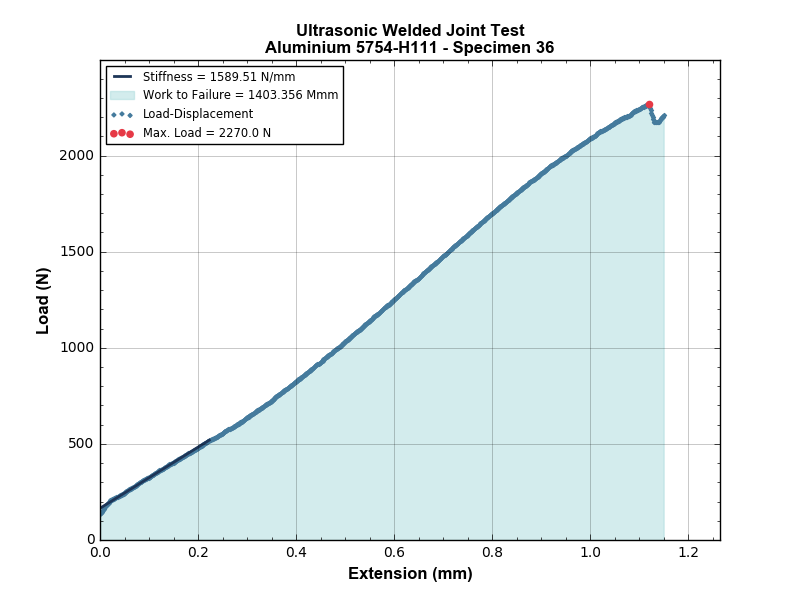 Ultrasonic Welded Joint Test
Aluminium 5754-H111 - Specimen 36
Stiffness = 1589.51 N/mm
Work to Failure = 1403.356 Mmm
Load-Displacement
Max. Load = 2270.0 N
Load (N)
2000
1500
1000
500
0
0.0 0.2 0.4 0.6 0.8 1.0 1.2
Extension (mm)